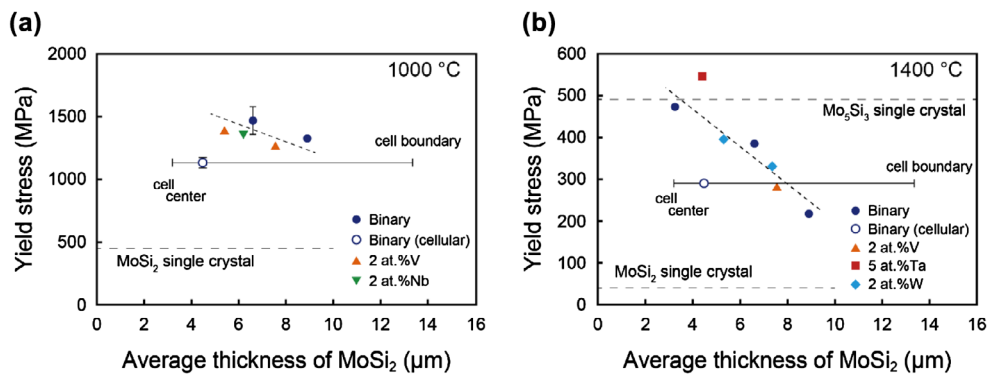 (a)
2000
1500
1000
500
0
Yield stress (MPa)
1000 °C
cell boundary
cell
center
MoSi₂ single crystal
Binary
Binary (cellular)
2 at.%V
2 at.%Nb
0 2 4 6 8 10 12 14 16
Average thickness of MoSi₂ (μm)
(b)
600
500
400
300
200
100
0
Yield stress (MPa)
1400 °C
Mo₅Si₃ single crystal
cell boundary
cell
center
MoSi₂ single crystal
Binary
Binary (cellular)
2 at.%V
5 at.%Ta
2 at.%W
0 2 4 6 8 10 12 14 16
Average thickness of MoSi₂ (μm)